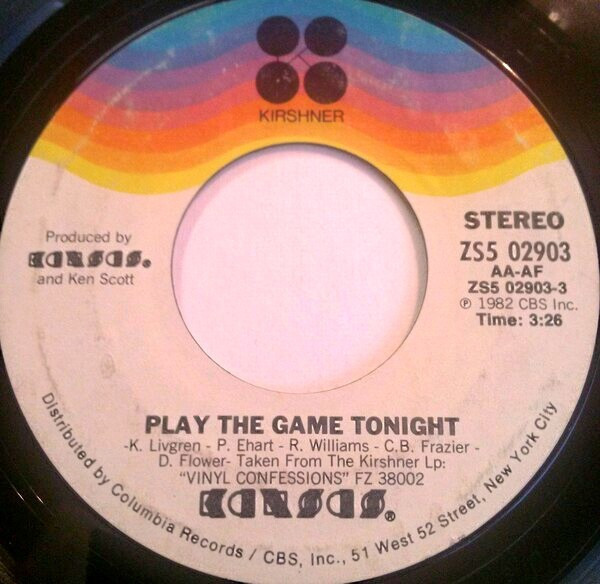 KIRSHNER
Produced by
KANSAS®
and Ken Scott
STEREO
ZS5 02903
AA-AF
ZS5 02903-3
℗ 1982 CBS Inc.
Time: 3:26
PLAY THE GAME TONIGHT
-K. Livgren - P. Ehart - R. Williams - C.B. Frazier -
D. Flower- Taken From The Kirshner Lp:
"VINYL CONFESSIONS" FZ 38002
KANSAS®
Distributed by Columbia Records / CBS, Inc., 51 West 52 Street, New York City